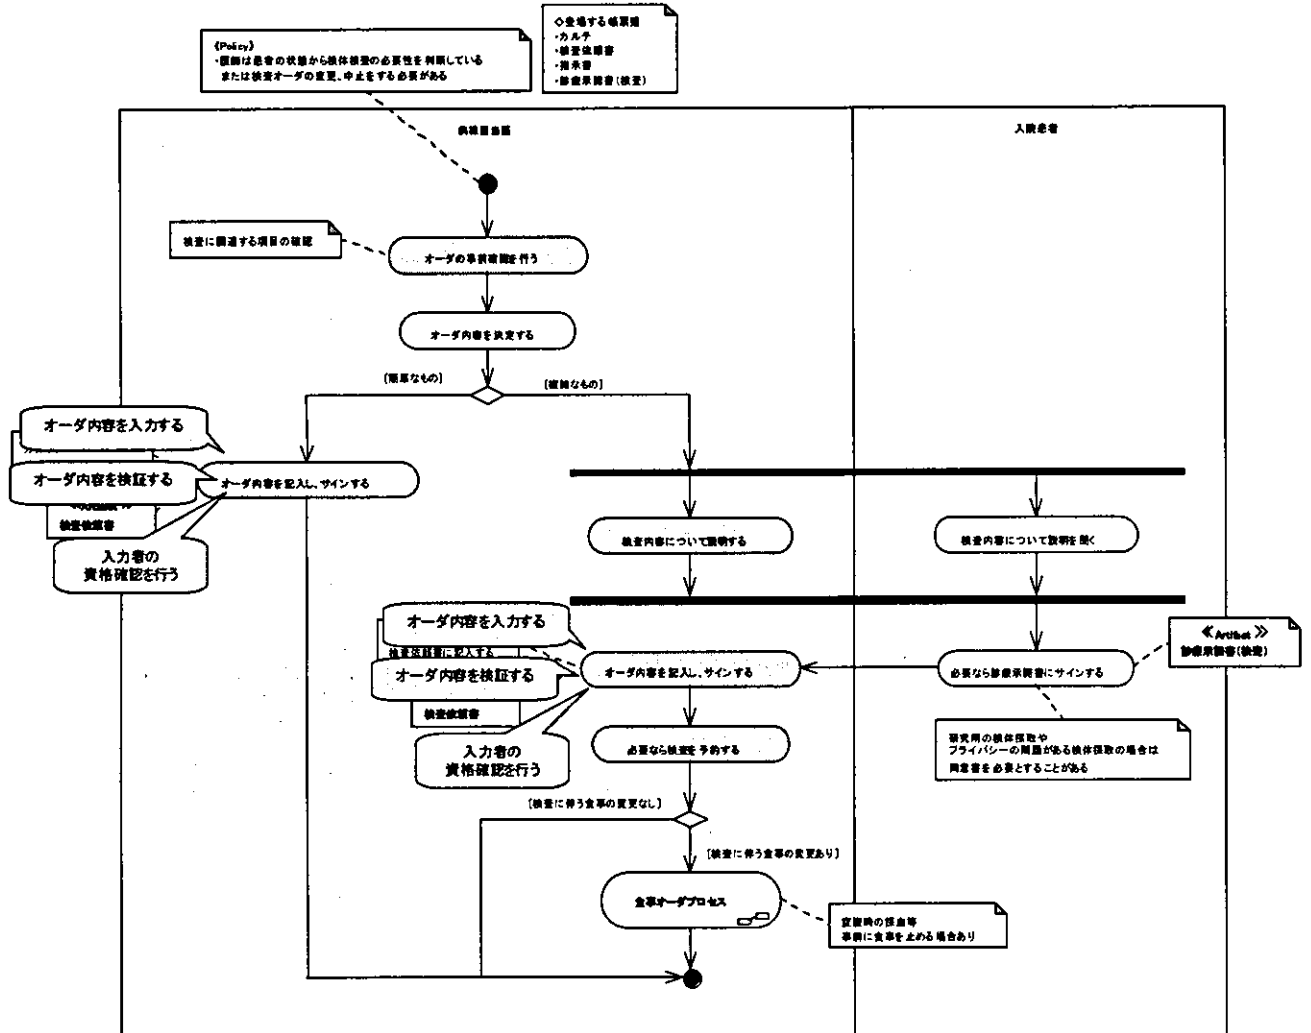 《Policy》
・医師は患者の状態から検体検査の必要性を判断している
または検査オーダの変更、中止をする必要がある
◇登場する帳票類
・カルテ
・検査依頼書
・指示書
・診療承諾書(検査)
病棟担当医
入院患者
検査に関連する項目の確認
オーダの事前確認を行う
オーダ内容を決定する
[簡単なもの]
[複雑なもの]
オーダ内容を入力する
オーダ内容を検証する
オーダ内容を記入し、サインする
検査依頼書
入力者の
資格確認を行う
検査内容について説明する
検査内容について説明を聞く
オーダ内容を入力する
検査依頼書に記入する
オーダ内容を検証する
オーダ内容を記入し、サインする
検査依頼書
入力者の
資格確認を行う
必要なら診療承諾書にサインする
≪Artifact≫
診療承諾書(検査)
研究用の検体採取や
プライバシーの問題がある検体採取の場合は
同意書を必要とすることがある
必要なら検査を予約する
[検査に伴う食事の変更なし]
[検査に伴う食事の変更あり]
食事オーダプロセス
空腹時の採血等
事前に食事を止める場合あり